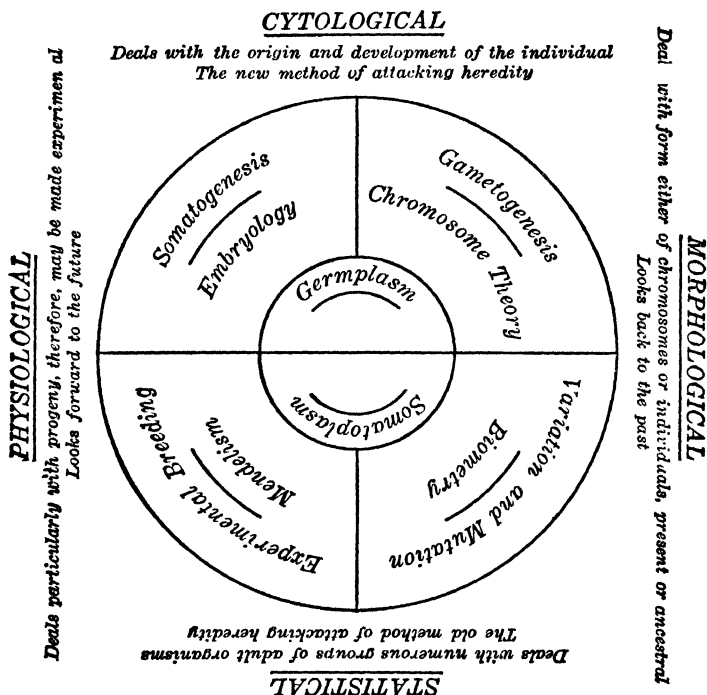 CYTOLOGICAL
Deals with the origin and development of the individual
The new method of attacking heredity
PHYSIOLOGICAL
Deals particularly with progeny, therefore, may be made experimen al
Looks forward to the future
Somatogenesis
Embryology
Gametogenesis
Chromosome Theory
Germplasm
Somatoplasm
Experimental Breeding
Mendelism
Variation and Mutation
Biometry
MORPHOLOGICAL
Deal with form either of chromosomes or individuals, present or ancestral
Looks back to the past
STATISTICAL
Deals with numerous groups of adult organisms
The old method of attacking heredity